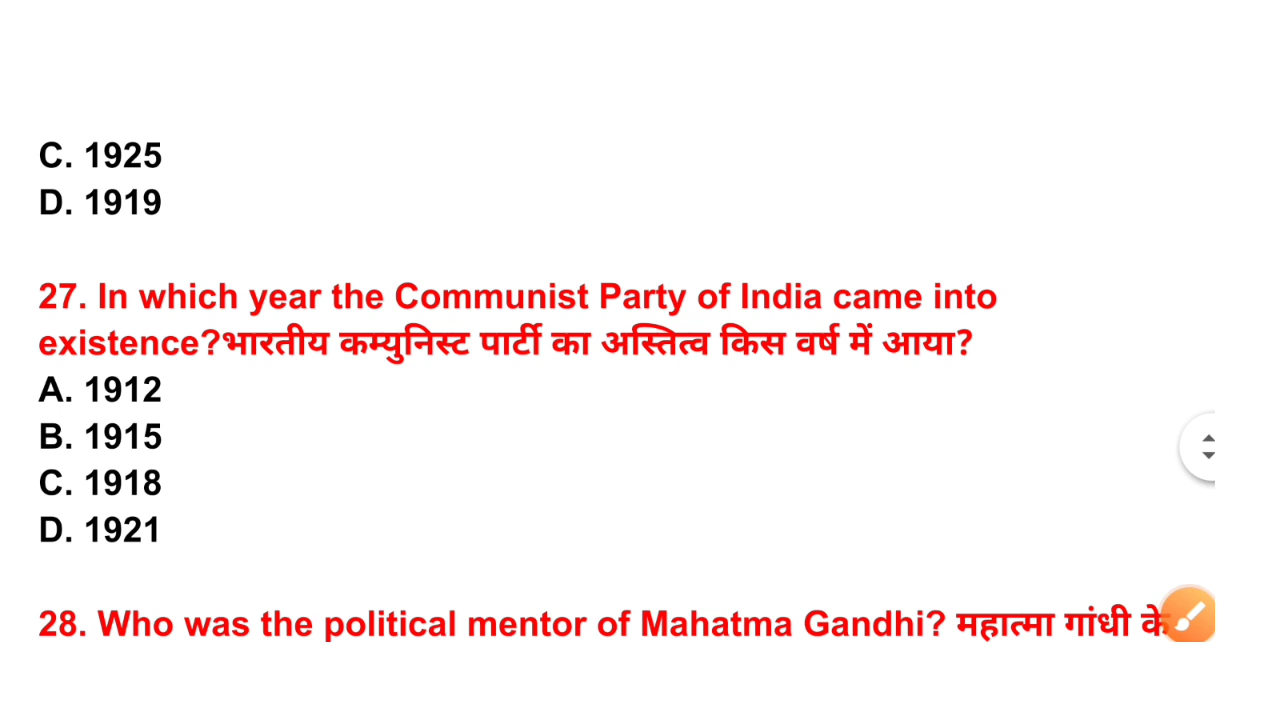 C. 1925
D. 1919
27. In which year the Communist Party of India came into
existence?भारतीय कम्युनिस्ट पार्टी का अस्तित्व किस वर्ष में आया?
A. 1912
B. 1915
C. 1918
D. 1921
28. Who was the political mentor of Mahatma Gandhi? महात्मा गांधी के